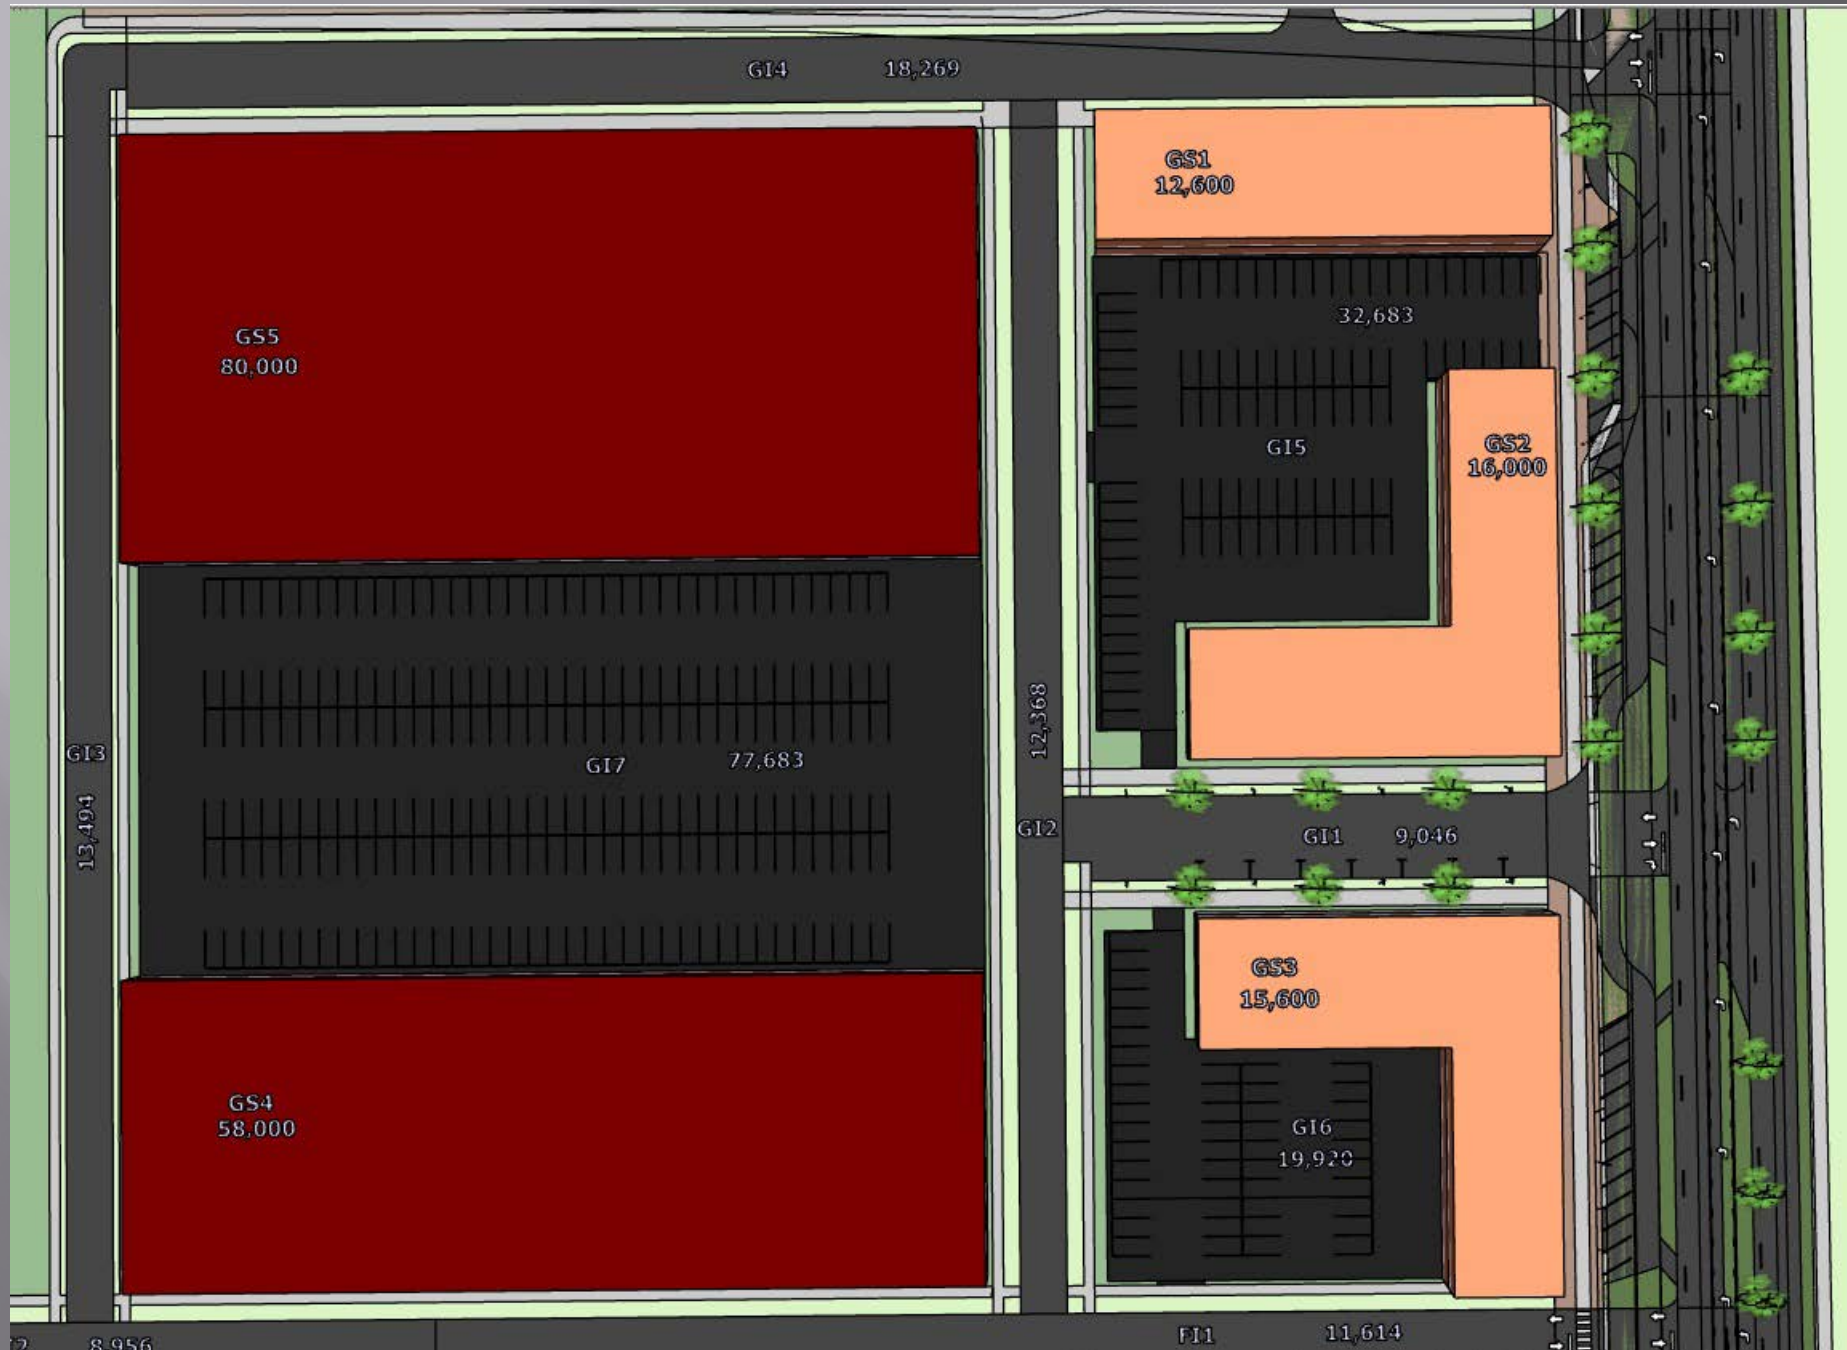 GI4 18,269
GS1
12,600
32,683
GS5
80,000
GI5
GS2
16,000
12,368
GI3
GI7 77,683
13,494
GI2
GI1 9,046
GS3
15,600
GS4
58,000
GI6
19,920
FI1 11,614
8,956